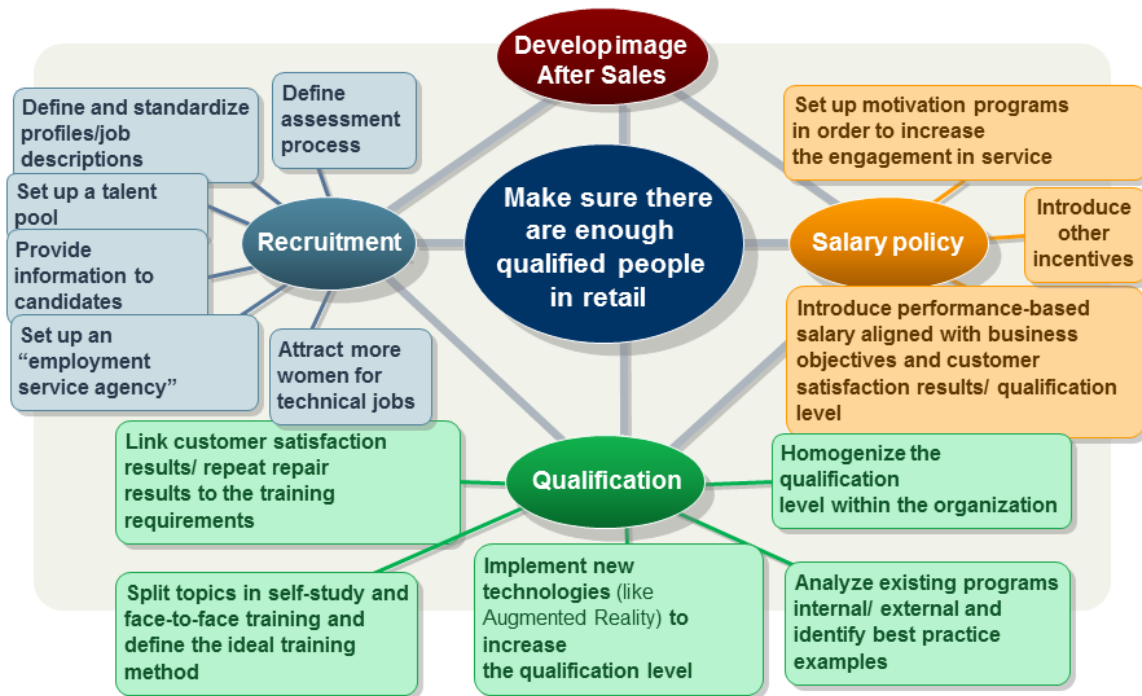 Develop image
After Sales
Define and standardize
profiles/job
descriptions
Define
assessment
process
Set up a talent
pool
Provide
information to
candidates
Set up an
“employment
service agency”
Attract more
women for
technical jobs
Recruitment
Make sure there
are enough
qualified people
in retail
Set up motivation programs
in order to increase
the engagement in service
Salary policy
Introduce
other
incentives
Introduce performance-based
salary aligned with business
objectives and customer
satisfaction results/ qualification
level
Link customer satisfaction
results/ repeat repair
results to the training
requirements
Qualification
Homogenize the
qualification
level within the organization
Split topics in self-study and
face-to-face training and
define the ideal training
method
Implement new
technologies (like
Augmented Reality) to
increase
the qualification level
Analyze existing programs
internal/ external and
identify best practice
examples